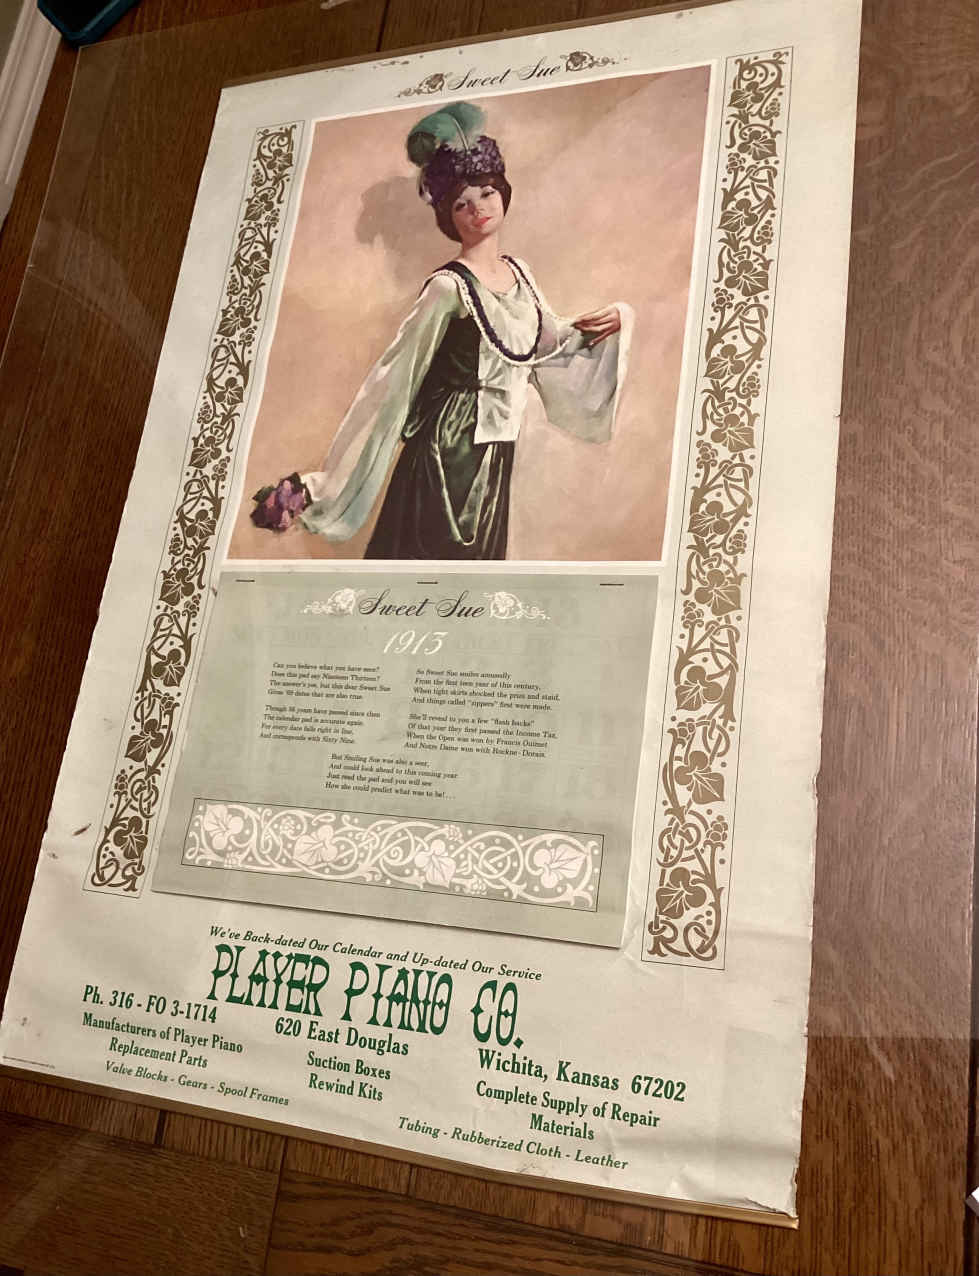 Sweet Sue
Sweet Sue
1913
Can you believe what you have seen?
Does this pad say Nineteen Thirteen?
The answer's yes, but this dear Sweet Sue
Gives '69 dates that are also true.
Though 56 years have passed since then
The calendar pad is accurate again.
For every date falls right in line,
And corresponds with Sixty Nine.
So Sweet Sue smiles amusedly
From the first teen year of this century,
When tight skirts shocked the prim and staid,
And things called "zippers" first were made.
She'll reveal to you a few "flash backs"
Of that year they first passed the Income Tax,
When the Open was won by Francis Ouimet
And Notre Dame won with Rockne - Dorais.
But Smiling Sue was also a seer,
And could look ahead to this coming year
Just read the pad and you will see
How she could predict what was to be! . . .
We've Back-dated Our Calendar and Up-dated Our Service
PLAYER PIANO CO.
Ph. 316 - FO 3-1714
620 East Douglas
Wichita, Kansas 67202
Manufacturers of Player Piano
Replacement Parts
Suction Boxes
Rewind Kits
Complete Supply of Repair
Materials
Valve Blocks - Gears - Spool Frames
Tubing - Rubberized Cloth - Leather